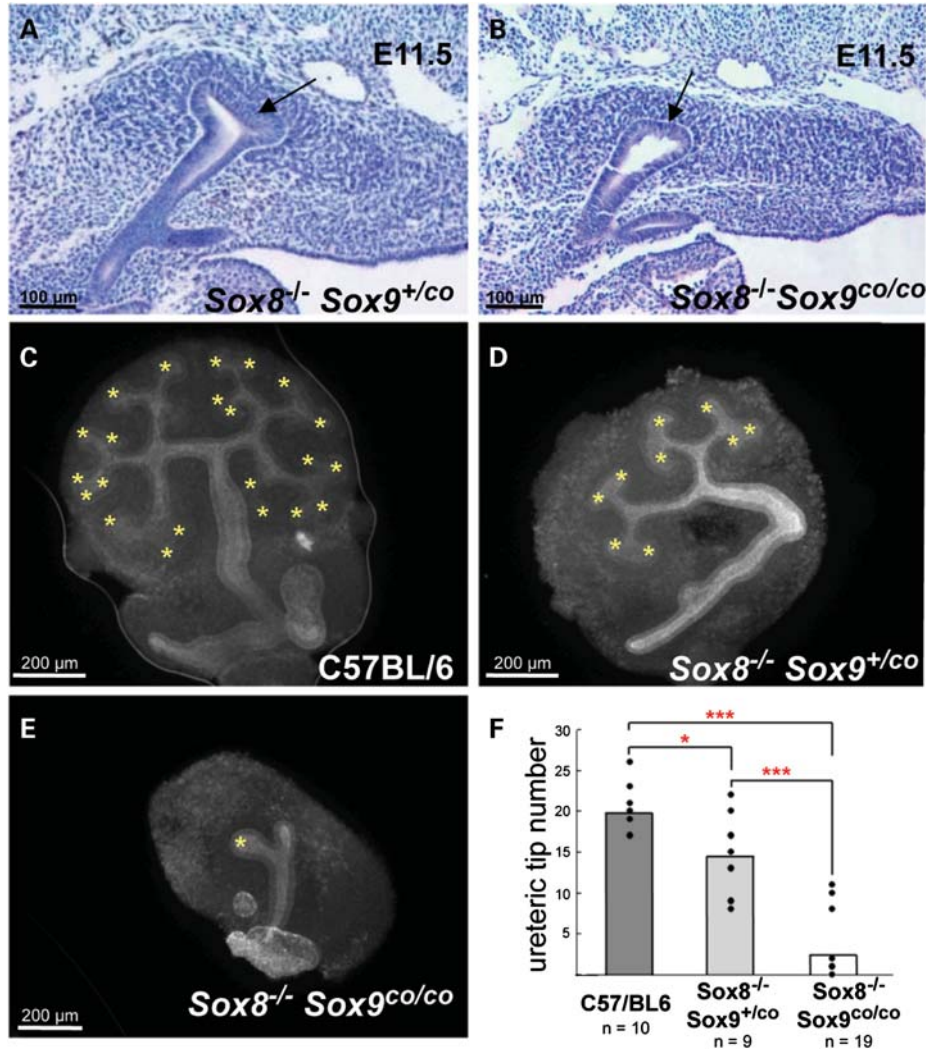 A
E11.5
100 µm
Sox8-/- Sox9+/co
B
E11.5
100 µm
Sox8-/- Sox9co/co
C
200 µm
C57BL/6
D
200 µm
Sox8-/- Sox9+/co
E
200 µm
Sox8-/- Sox9co/co
F
***
*
***
ureteric tip number
30
25
20
15
10
5
C57/BL6
n = 10
Sox8-/-
Sox9+/co
n = 9
Sox8-/-
Sox9co/co
n = 19